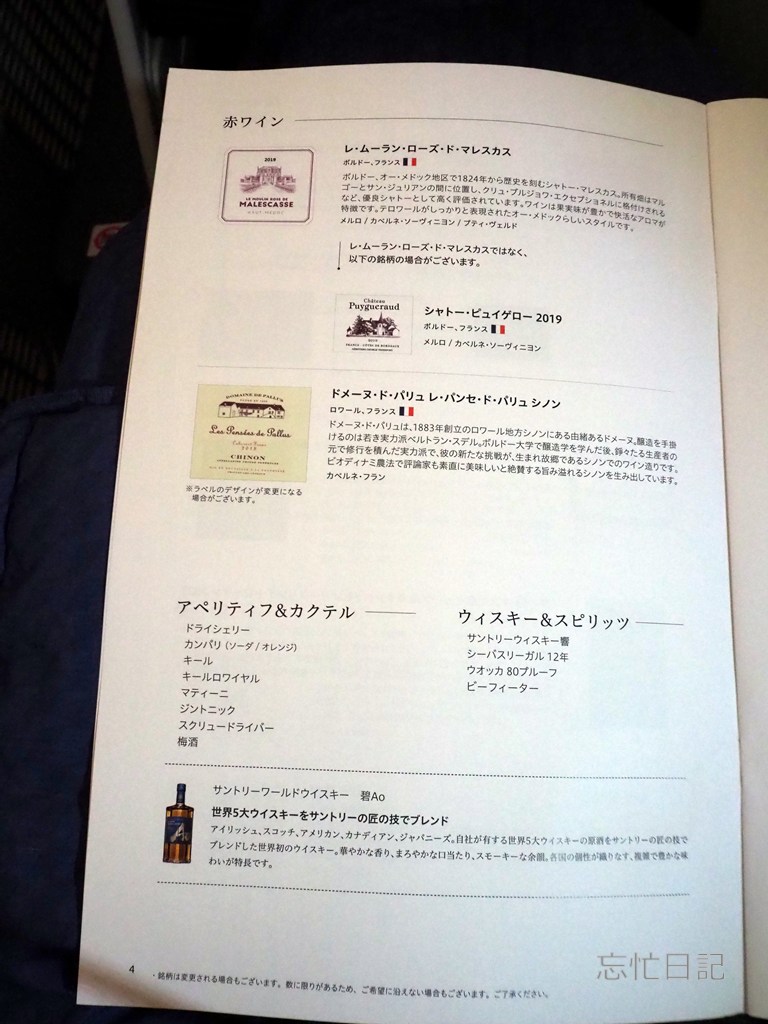 赤ワイン
2019
LE MOULIN ROSE DE
MALESCASSE
HAUT-MEDOC
レ・ムーラン・ローズ・ド・マレスカス
ボルドー、フランス
ボルドー、オー・メドック地区で1824年から歴史を刻むシャトー・マレスカス。所有畑はマル
ゴーとサン・ジュリアンの間に位置し、クリュ・ブルジョワ・エクセプショネルに格付けされる
など、優良シャトーとして高く評価されています。ワインは果実味が豊かで快活なアロマが
特徴です。テロワールがしっかりと表現されたオー・メドックらしいスタイルです。
メルロ / カベルネ・ソーヴィニヨン / プティ・ヴェルド
レ・ムーラン・ローズ・ド・マレスカスではなく、
以下の銘柄の場合がございます。
Château
Puygueraud
シャトー・ピュイゲロー 2019
ボルドー、フランス
メルロ / カベルネ・ソーヴィニヨン
DOMAINE DE PALLUS
Les Pensées de Pallus
CHINON
※ラベルのデザインが変更になる
場合がございます。
ドメーヌ・ド・パリュ レ・パンセ・ド・パリュ シノン
ロワール、フランス
ドメーヌ・ド・パリュは、1883年創立のロワール地方シノンにある由緒あるドメーヌ。醸造を手掛
けるのは若き実力派ベルトラン・スデル。ボルドー大学で醸造学を学んだ後、錚々たる生産者の
元で修行を積んだ実力派で、彼の新たな挑戦が、生まれ故郷であるシノンでのワイン造りです。
ビオディナミ農法で評論家も素直に美味しいと絶賛する旨み溢れるシノンを生み出しています。
カベルネ・フラン
アペリティフ&カクテル
ドライシェリー
カンパリ (ソーダ / オレンジ)
キール
キールロワイヤル
マティーニ
ジントニック
スクリュードライバー
梅酒
ウィスキー&スピリッツ
サントリーウィスキー響
シーバスリーガル 12年
ウオッカ 80プルーフ
ビーフィーター
サントリーワールドウイスキー 碧Ao
世界5大ウイスキーをサントリーの匠の技でブレンド
アイリッシュ、スコッチ、アメリカン、カナディアン、ジャパニーズ。自社が有する世界5大ウイスキーの原酒をサントリーの匠の技で
ブレンドした世界初のウイスキー。華やかな香り、まろやかな口当たり、スモーキーな余韻。各国の個性が織りなす、複雑で豊かな味
わいが特長です。
4
・銘柄は変更される場合もございます。数に限りがあるため、ご希望に沿えない場合もございます。ご了承ください。
忘忙日記